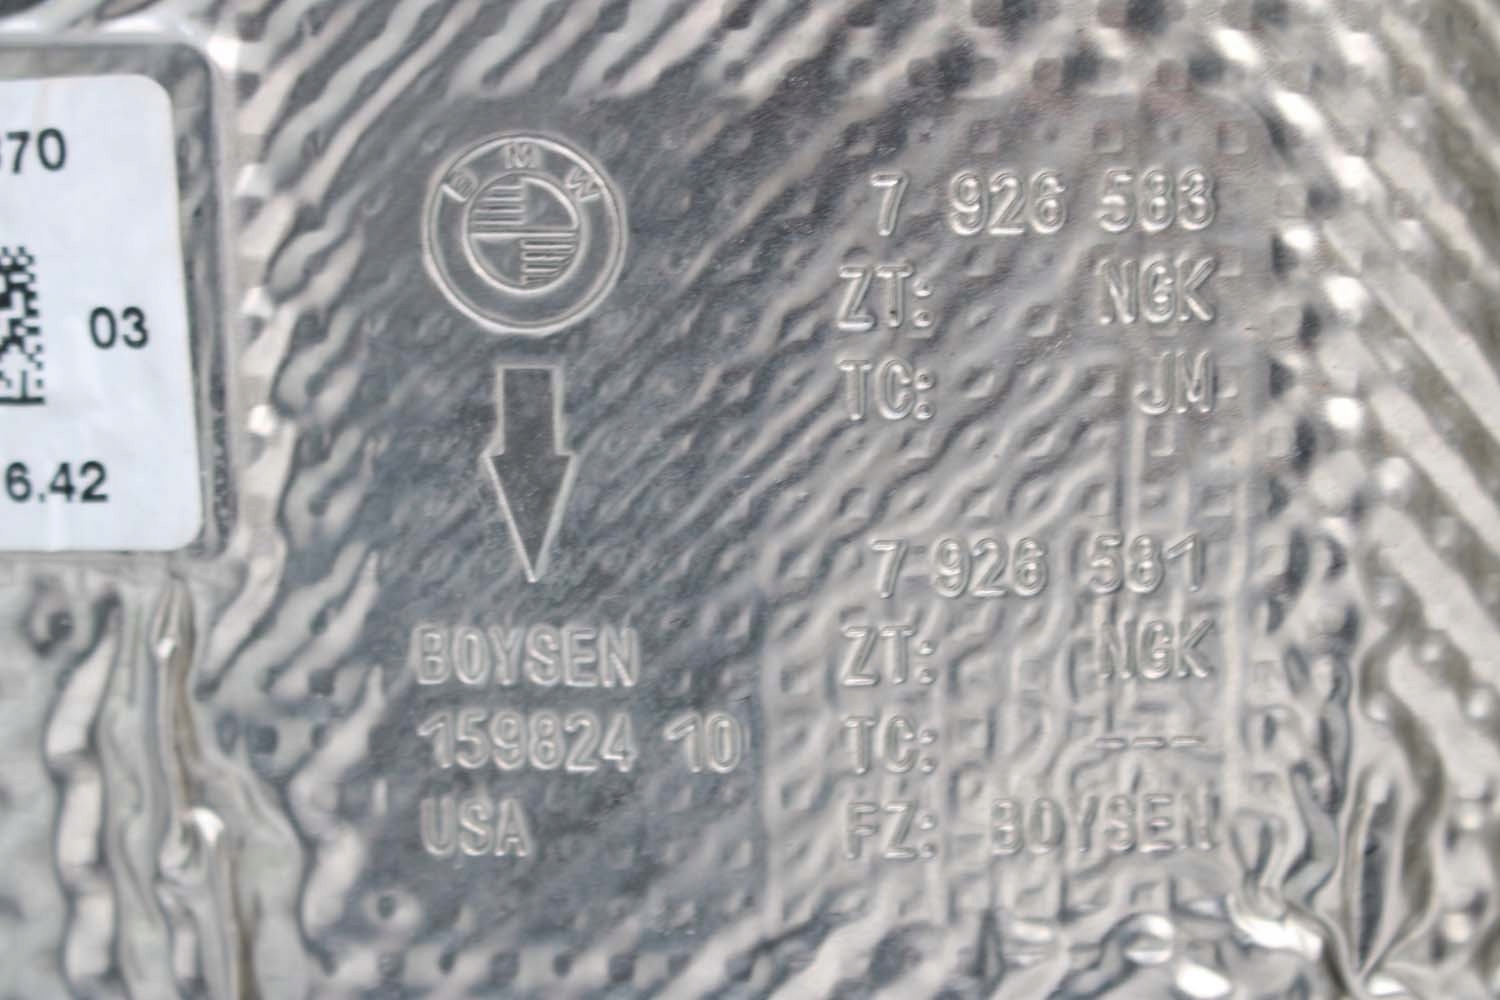 70
03
6.42
BMW
BOYSEN
159824 10
USA
7 926 583
ZT: NGK
TC: JM
7 926 581
ZT: NGK
TC: ---
FZ: BOYSEN